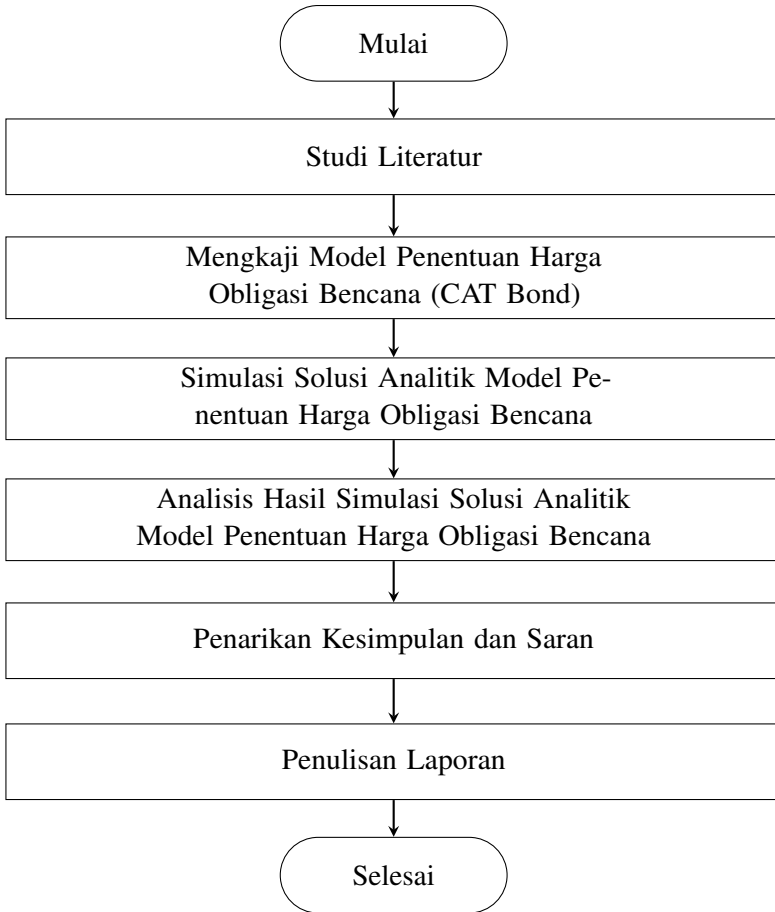 Mulai
Studi Literatur
Mengkaji Model Penentuan Harga
Obligasi Bencana (CAT Bond)
Simulasi Solusi Analitik Model Pe-
nentuan Harga Obligasi Bencana
Analisis Hasil Simulasi Solusi Analitik
Model Penentuan Harga Obligasi Bencana
Penarikan Kesimpulan dan Saran
Penulisan Laporan
Selesai